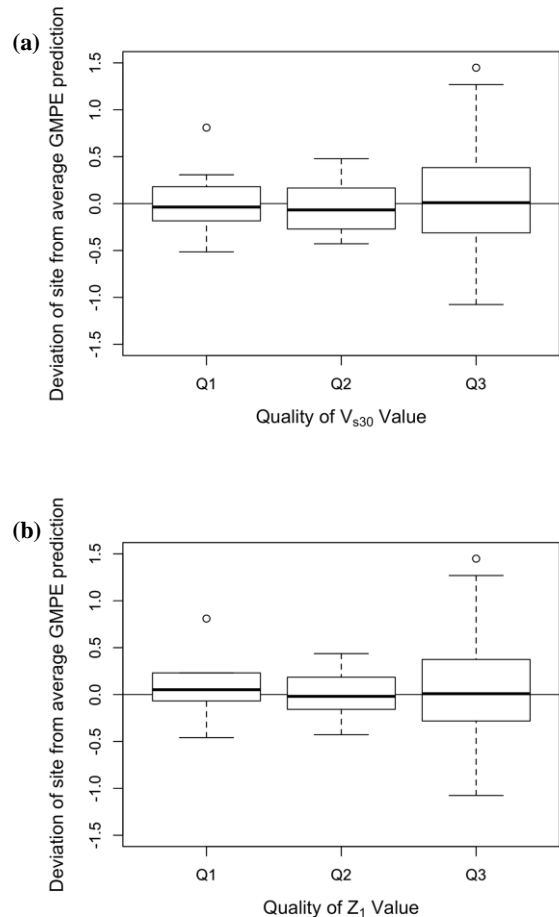 (a)
Deviation of site from average GMPE prediction
1.5
1.0
0.5
0.0
-0.5
-1.0
-1.5
Q1 Q2 Q3
Quality of Vs30 Value
(b)
Deviation of site from average GMPE prediction
1.5
1.0
0.5
0.0
-0.5
-1.0
-1.5
Q1 Q2 Q3
Quality of Z1 Value